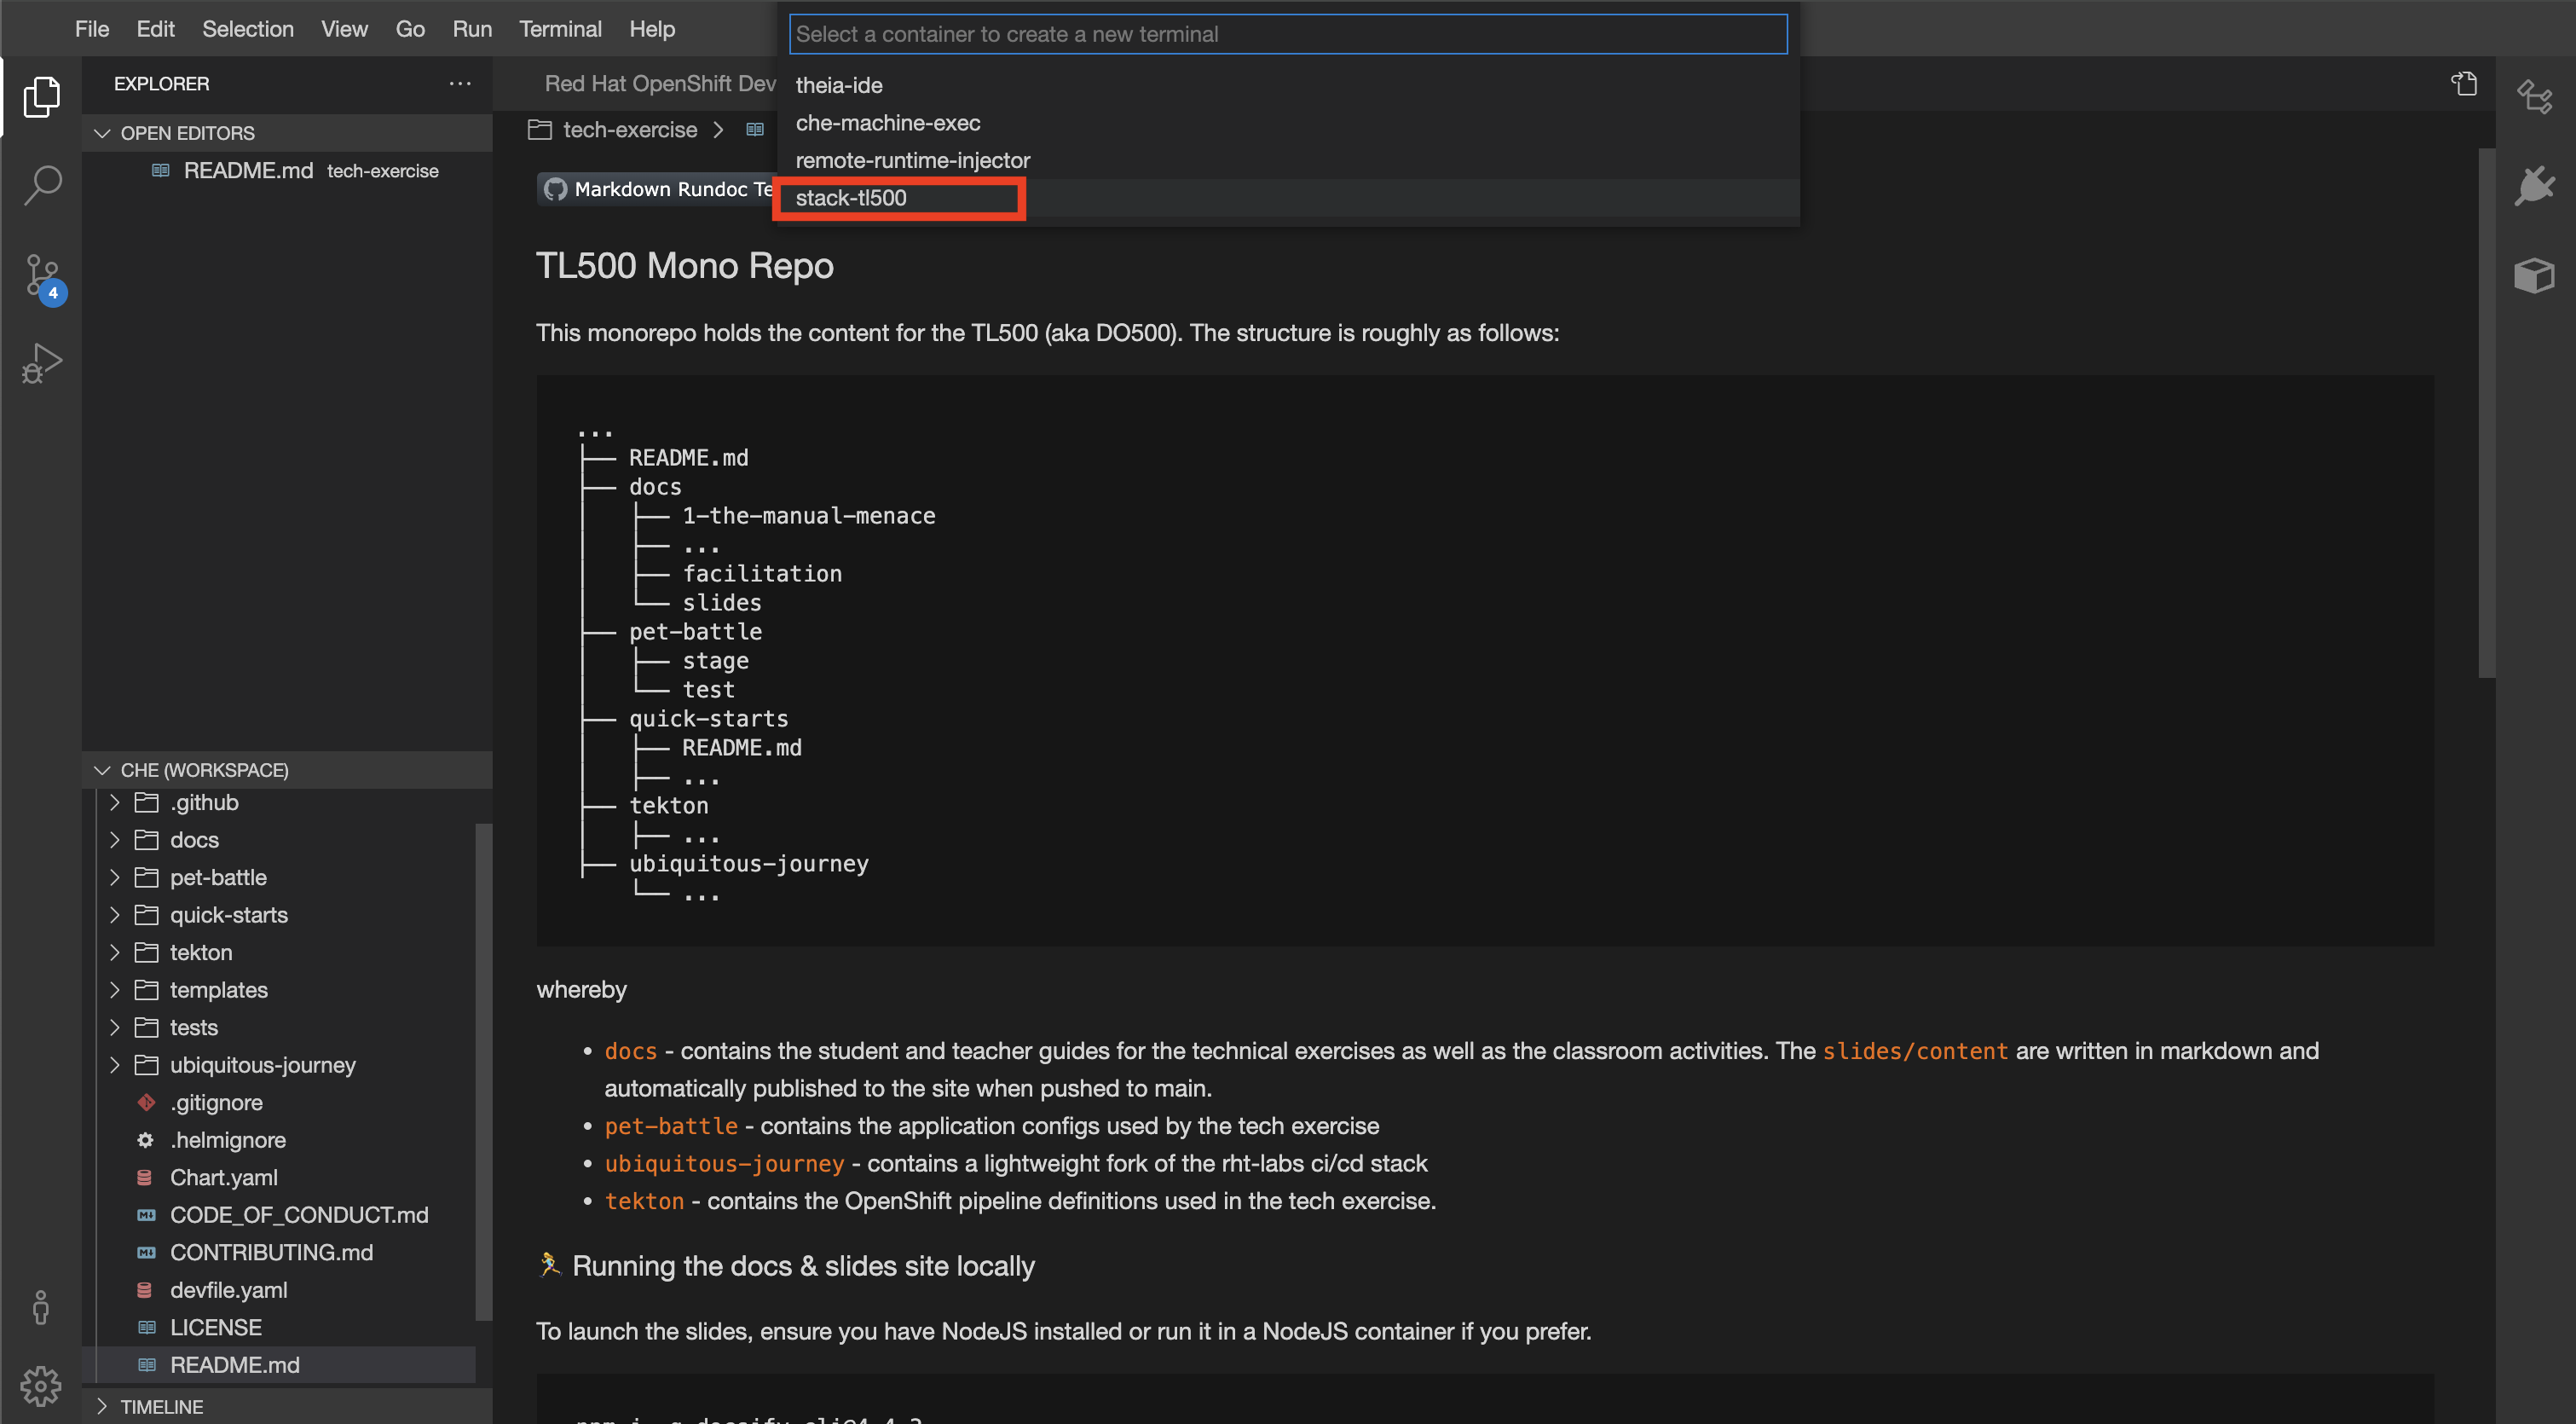 File Edit Selection View Go Run Terminal Help
Select a container to create a new terminal
theia-ide
che-machine-exec
remote-runtime-injector
stack-tl500
EXPLORER
OPEN EDITORS
README.md tech-exercise
4
CHE (WORKSPACE)
.github
docs
pet-battle
quick-starts
tekton
templates
tests
ubiquitous-journey
.gitignore
.helmignore
Chart.yaml
CODE_OF_CONDUCT.md
CONTRIBUTING.md
devfile.yaml
LICENSE
README.md
TIMELINE
Red Hat OpenShift Dev
tech-exercise
Markdown Rundoc Te
TL500 Mono Repo
This monorepo holds the content for the TL500 (aka DO500). The structure is roughly as follows:
...
├── README.md
├── docs
│   ├── 1-the-manual-menace
│   ├── ...
│   ├── facilitation
│   └── slides
├── pet-battle
│   ├── stage
│   └── test
├── quick-starts
│   ├── README.md
│   ├── ...
├── tekton
│   ├── ...
├── ubiquitous-journey
    └── ...
whereby
• docs - contains the student and teacher guides for the technical exercises as well as the classroom activities. The slides/content are written in markdown and
automatically published to the site when pushed to main.
• pet-battle - contains the application configs used by the tech exercise
• ubiquitous-journey - contains a lightweight fork of the rht-labs ci/cd stack
• tekton - contains the OpenShift pipeline definitions used in the tech exercise.
🏃 Running the docs & slides site locally
To launch the slides, ensure you have NodeJS installed or run it in a NodeJS container if you prefer.